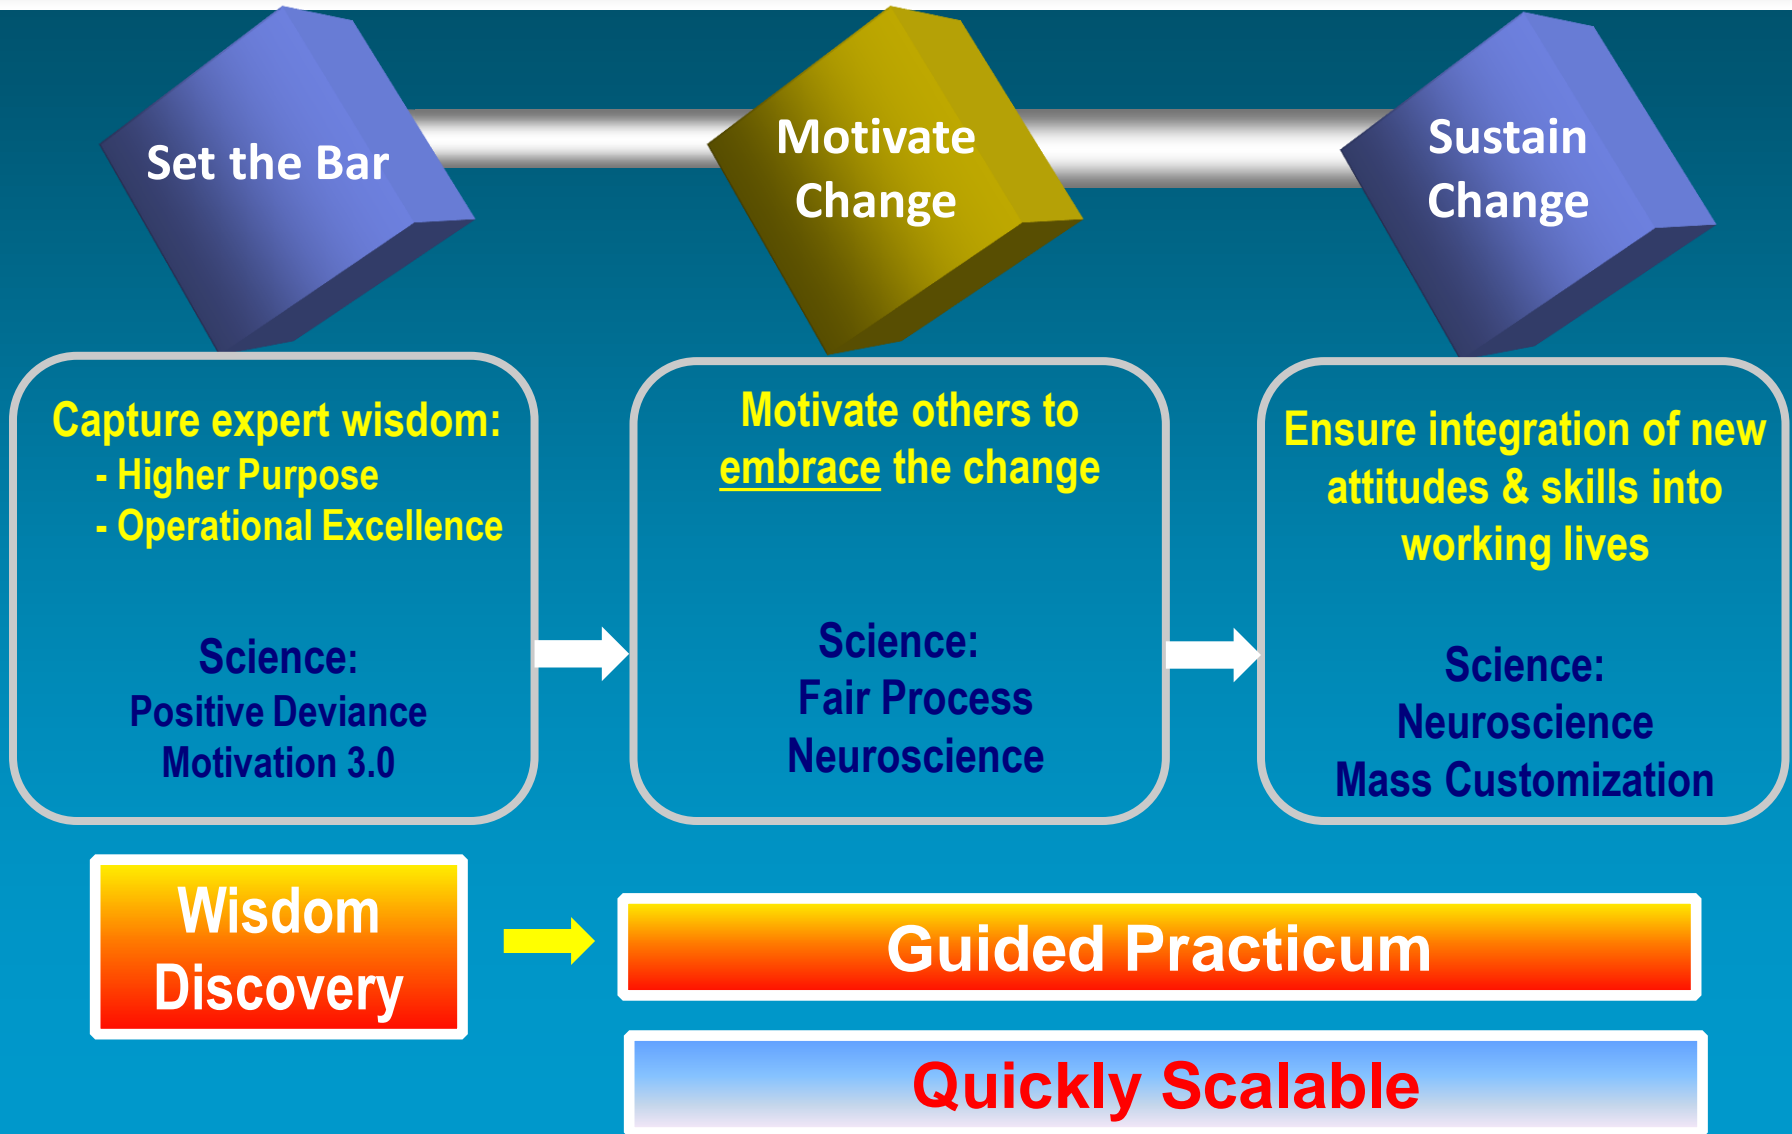 Set the Bar
Motivate
Change
Sustain
Change
Capture expert wisdom:
- Higher Purpose
- Operational Excellence
Science:
Positive Deviance
Motivation 3.0
Motivate others to
embrace the change
Science:
Fair Process
Neuroscience
Ensure integration of new
attitudes & skills into
working lives
Science:
Neuroscience
Mass Customization
Wisdom
Discovery
Guided Practicum
Quickly Scalable